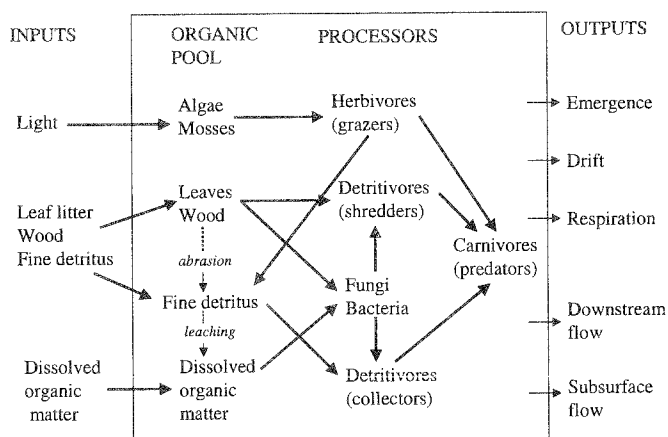 INPUTS
ORGANIC
POOL
PROCESSORS
OUTPUTS
Light
Algae
Mosses
Herbivores
(grazers)
Emergence
Drift
Leaf litter
Wood
Fine detritus
Leaves
Wood
Detritivores
(shredders)
Respiration
Carnivores
(predators)
abrasion
Fine detritus
Fungi
Bacteria
leaching
Downstream
flow
Dissolved
organic
matter
Dissolved
organic
matter
Detritivores
(collectors)
Subsurface
flow